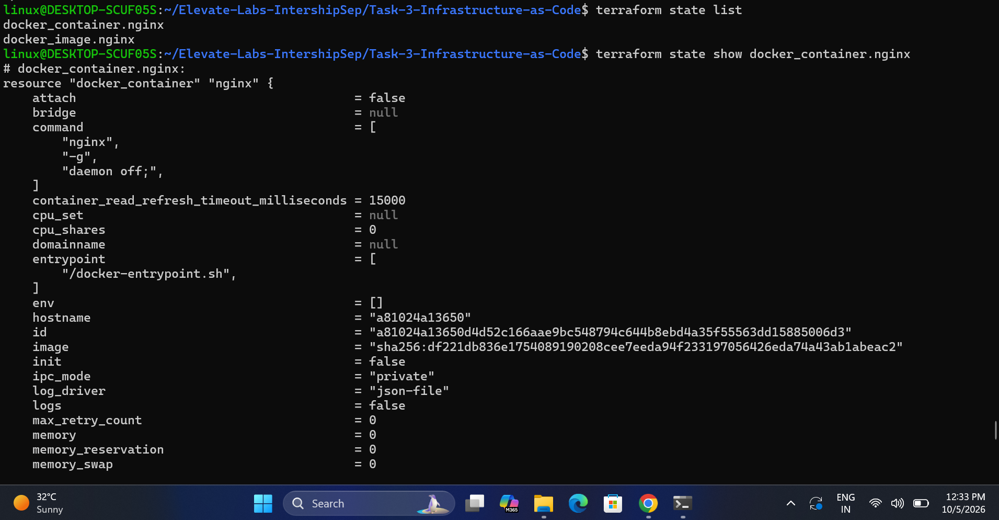 linux@DESKTOP-SCUF05S:~/Elevate-Labs-IntershipSep/Task-3-Infrastructure-as-Code$ terraform state list
docker_container.nginx
docker_image.nginx
linux@DESKTOP-SCUF05S:~/Elevate-Labs-IntershipSep/Task-3-Infrastructure-as-Code$ terraform state show docker_container.nginx
# docker_container.nginx:
resource "docker_container" "nginx" {
    attach                                      = false
    bridge                                      = null
    command                                     = [
        "nginx",
        "-g",
        "daemon off;",
    ]
    container_read_refresh_timeout_milliseconds = 15000
    cpu_set                                     = null
    cpu_shares                                  = 0
    domainname                                  = null
    entrypoint                                  = [
        "/docker-entrypoint.sh",
    ]
    env                                         = []
    hostname                                    = "a81024a13650"
    id                                          = "a81024a13650d4d52c166aae9bc548794c644b8ebd4a35f55563dd15885006d3"
    image                                       = "sha256:df221db836e1754089190208cee7eeda94f233197056426eda74a43ab1abeac2"
    init                                        = false
    ipc_mode                                    = "private"
    log_driver                                  = "json-file"
    logs                                        = false
    max_retry_count                             = 0
    memory                                      = 0
    memory_reservation                          = 0
    memory_swap                                 = 0
32°C
Sunny
Search
M365
ENG
IN
12:33 PM
10/5/2026